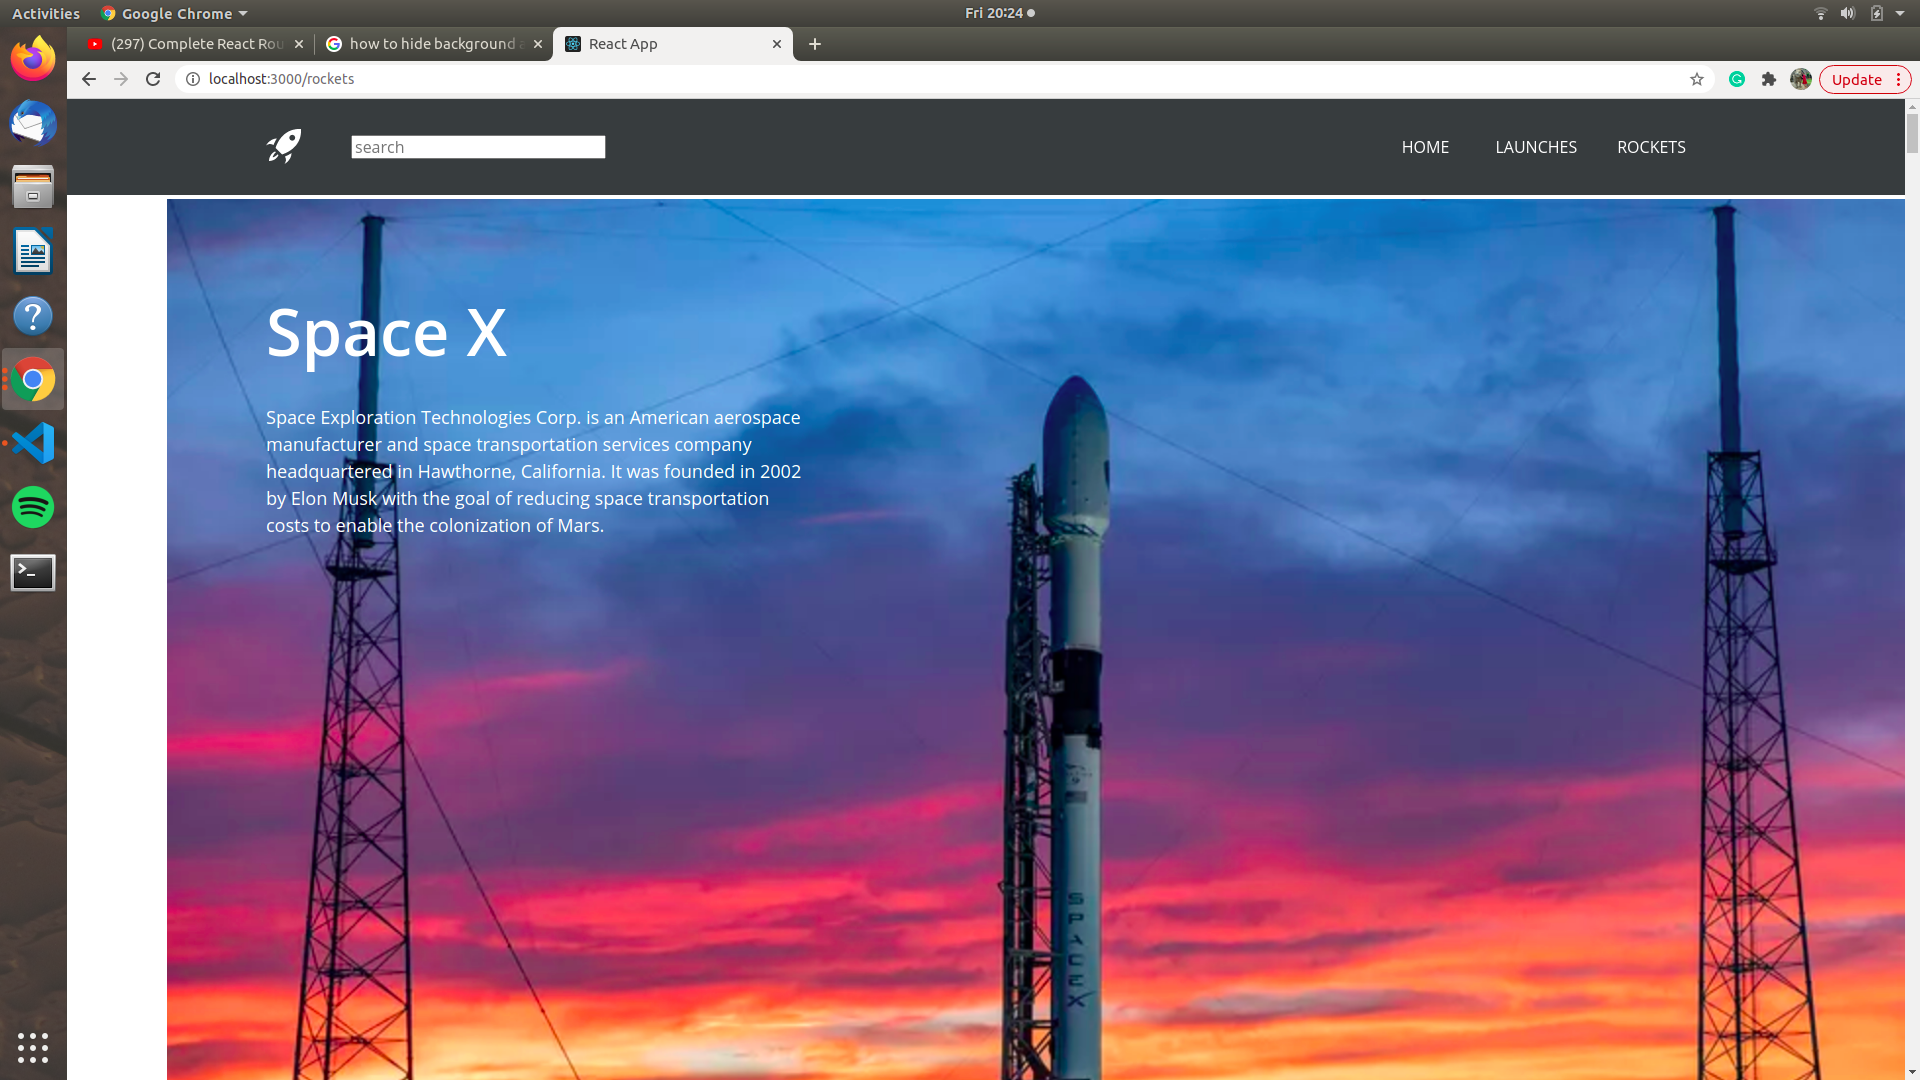 Activities
Google Chrome
Fri 20:24
(297) Complete React Rou
how to hide background a
React App
localhost:3000/rockets
Update
search
HOME
LAUNCHES
ROCKETS
Space X
Space Exploration Technologies Corp. is an American aerospace
manufacturer and space transportation services company
headquartered in Hawthorne, California. It was founded in 2002
by Elon Musk with the goal of reducing space transportation
costs to enable the colonization of Mars.
SPACEX